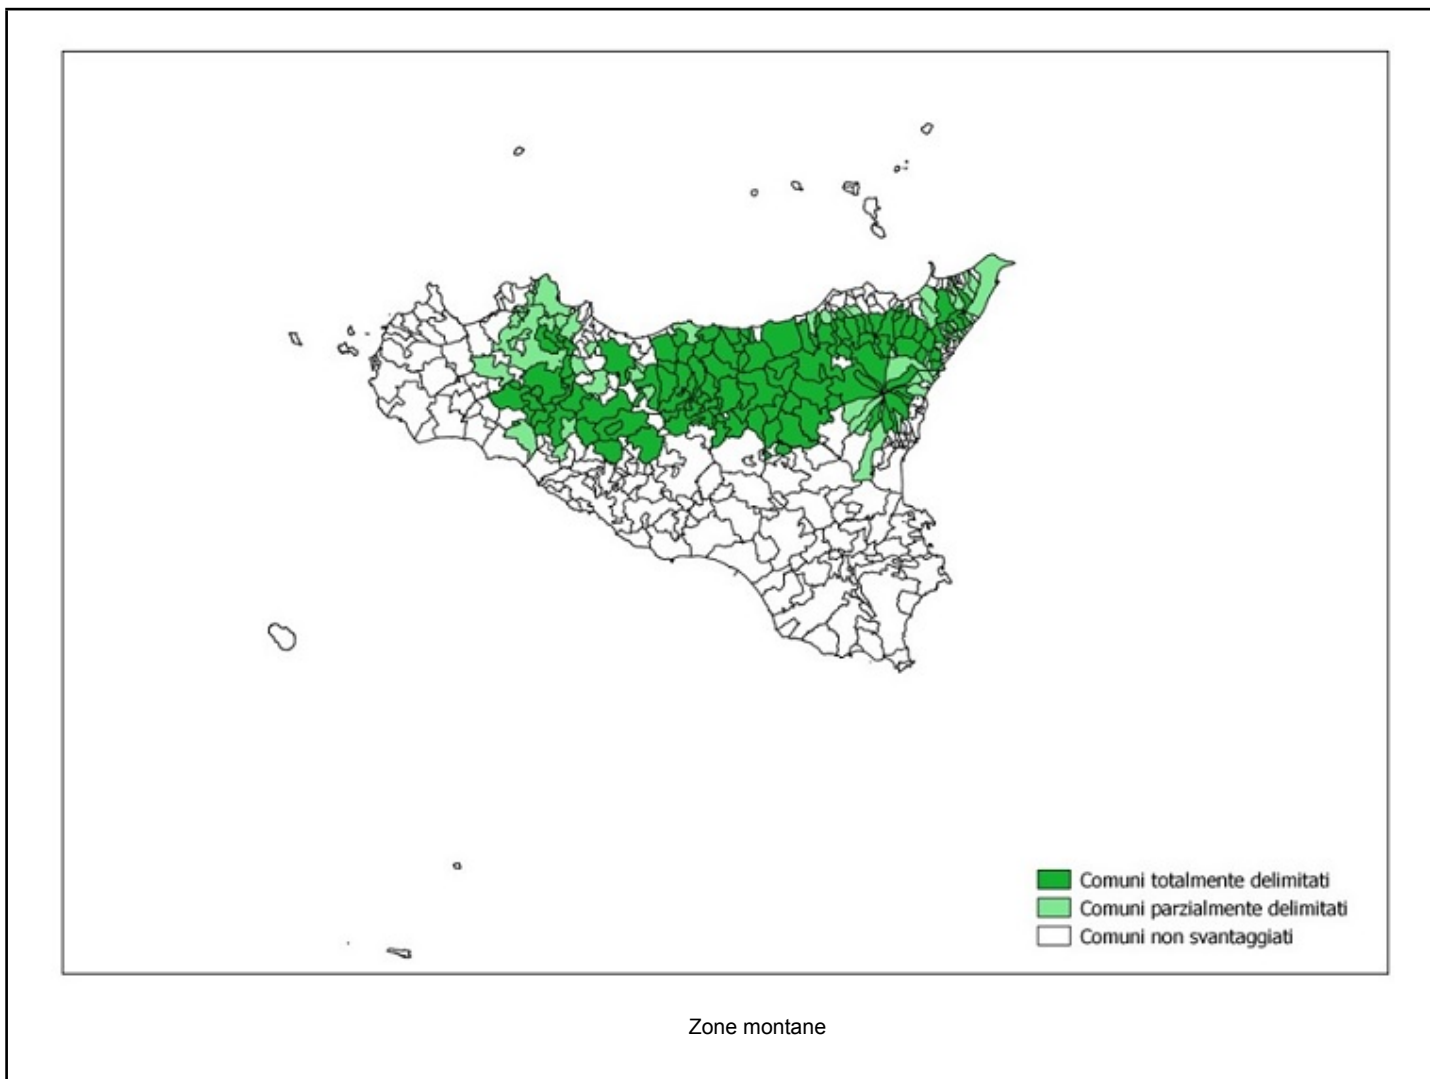 Comuni totalmente delimitati
Comuni parzialmente delimitati
Comuni non svantaggiati
Zone montane